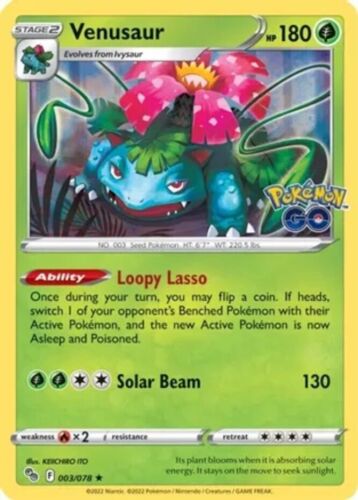 STAGE 2
Venusaur
HP 180
Evolves from Ivysaur
Pokémon
GO
NO. 003 Seed Pokémon HT: 6'7" WT: 220.5 lbs.
Ability Loopy Lasso
Once during your turn, you may flip a coin. If heads,
switch 1 of your opponent's Benched Pokémon with their
Active Pokémon, and the new Active Pokémon is now
Asleep and Poisoned.
Solar Beam 130
weakness ×2 resistance retreat
Illus. KEIICHIRO ITO
F 003/078 ★
Its plant blooms when it is absorbing solar
energy. It stays on the move to seek sunlight.
©2022 Pokémon / Nintendo / Creatures / GAME FREAK.